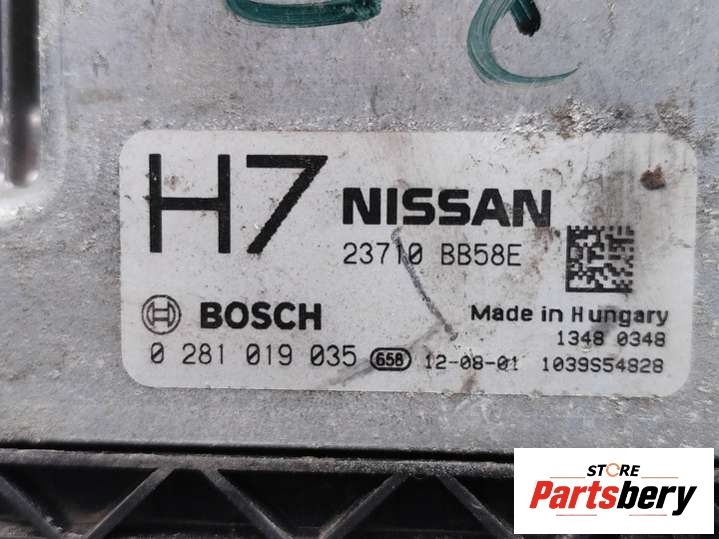 H7 NISSAN
23710 BB58E
BOSCH
Made in Hungary
1348 0348
0 281 019 035 658 12-08-01 1039S54828
STORE
Partsbery